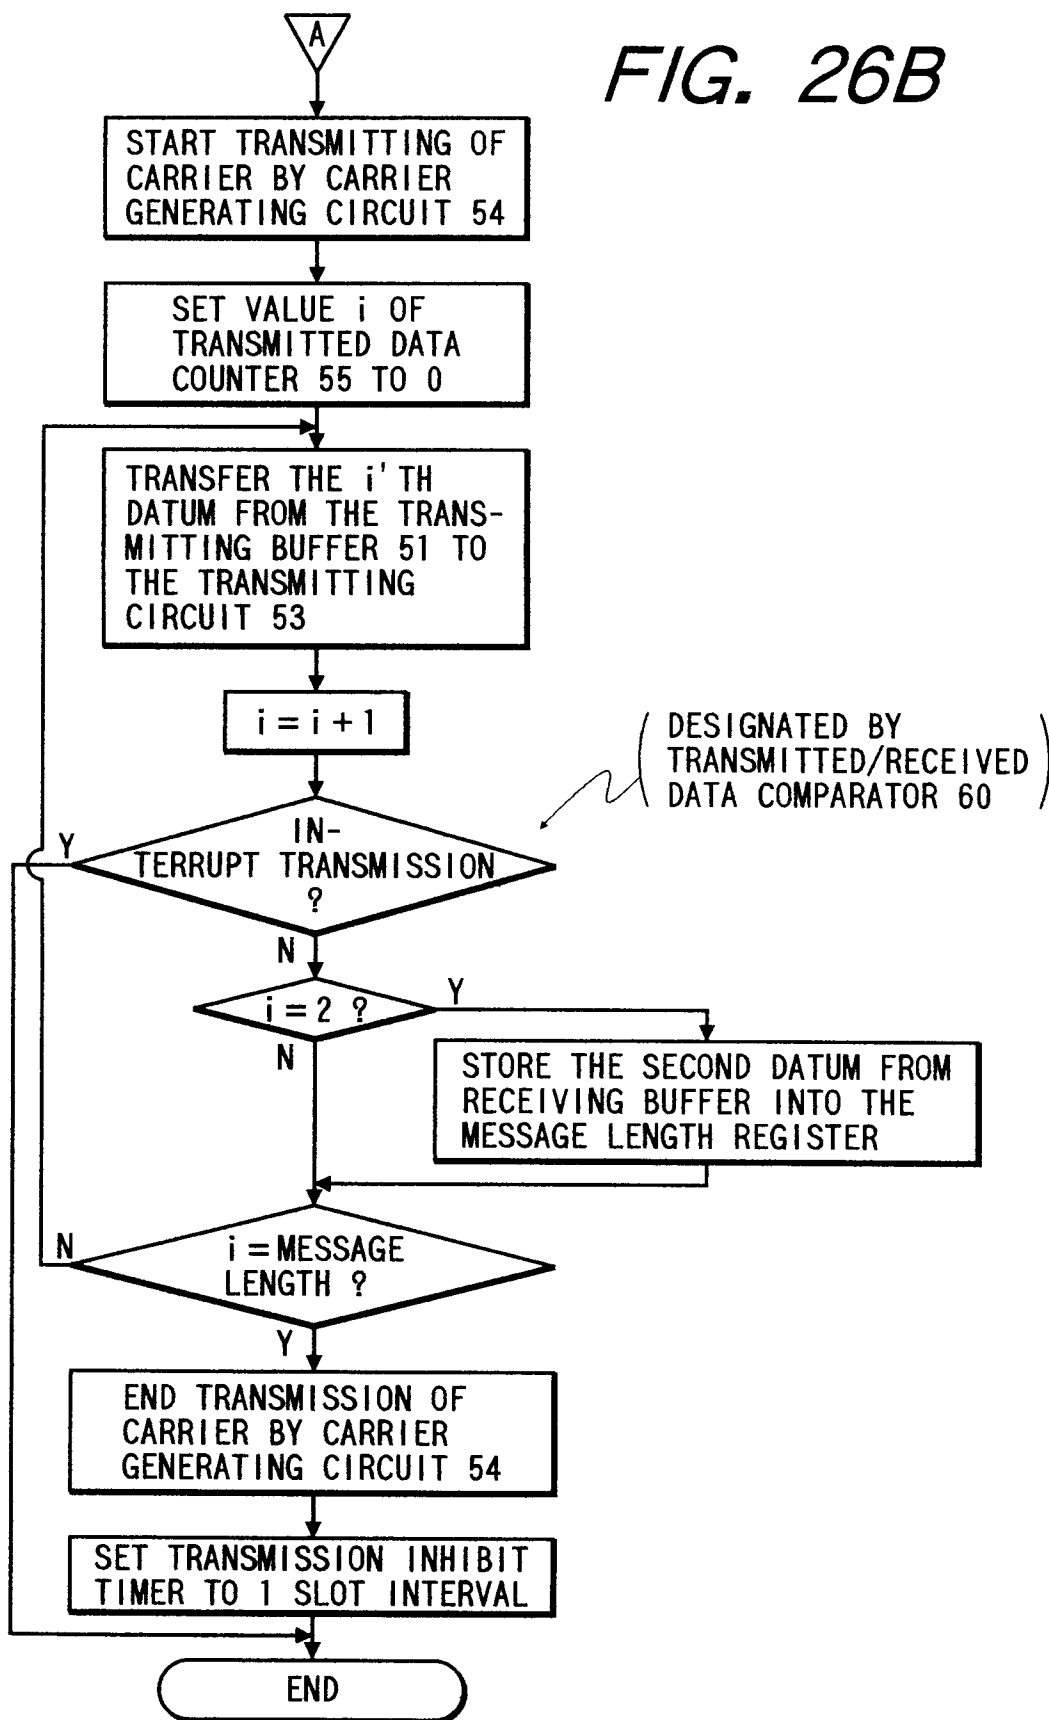 A
FIG. 26B
START TRANSMITTING OF
CARRIER BY CARRIER
GENERATING CIRCUIT 54
SET VALUE i OF
TRANSMITTED DATA
COUNTER 55 TO 0
TRANSFER THE i'TH
DATUM FROM THE TRANS-
MITTING BUFFER 51 TO
THE TRANSMITTING
CIRCUIT 53
i = i + 1
( DESIGNATED BY
TRANSMITTED/RECEIVED
DATA COMPARATOR 60 )
IN-
TERRUPT TRANSMISSION
?
Y
N
i = 2 ?
Y
N
STORE THE SECOND DATUM FROM
RECEIVING BUFFER INTO THE
MESSAGE LENGTH REGISTER
i = MESSAGE
LENGTH ?
N
Y
END TRANSMISSION OF
CARRIER BY CARRIER
GENERATING CIRCUIT 54
SET TRANSMISSION INHIBIT
TIMER TO 1 SLOT INTERVAL
END